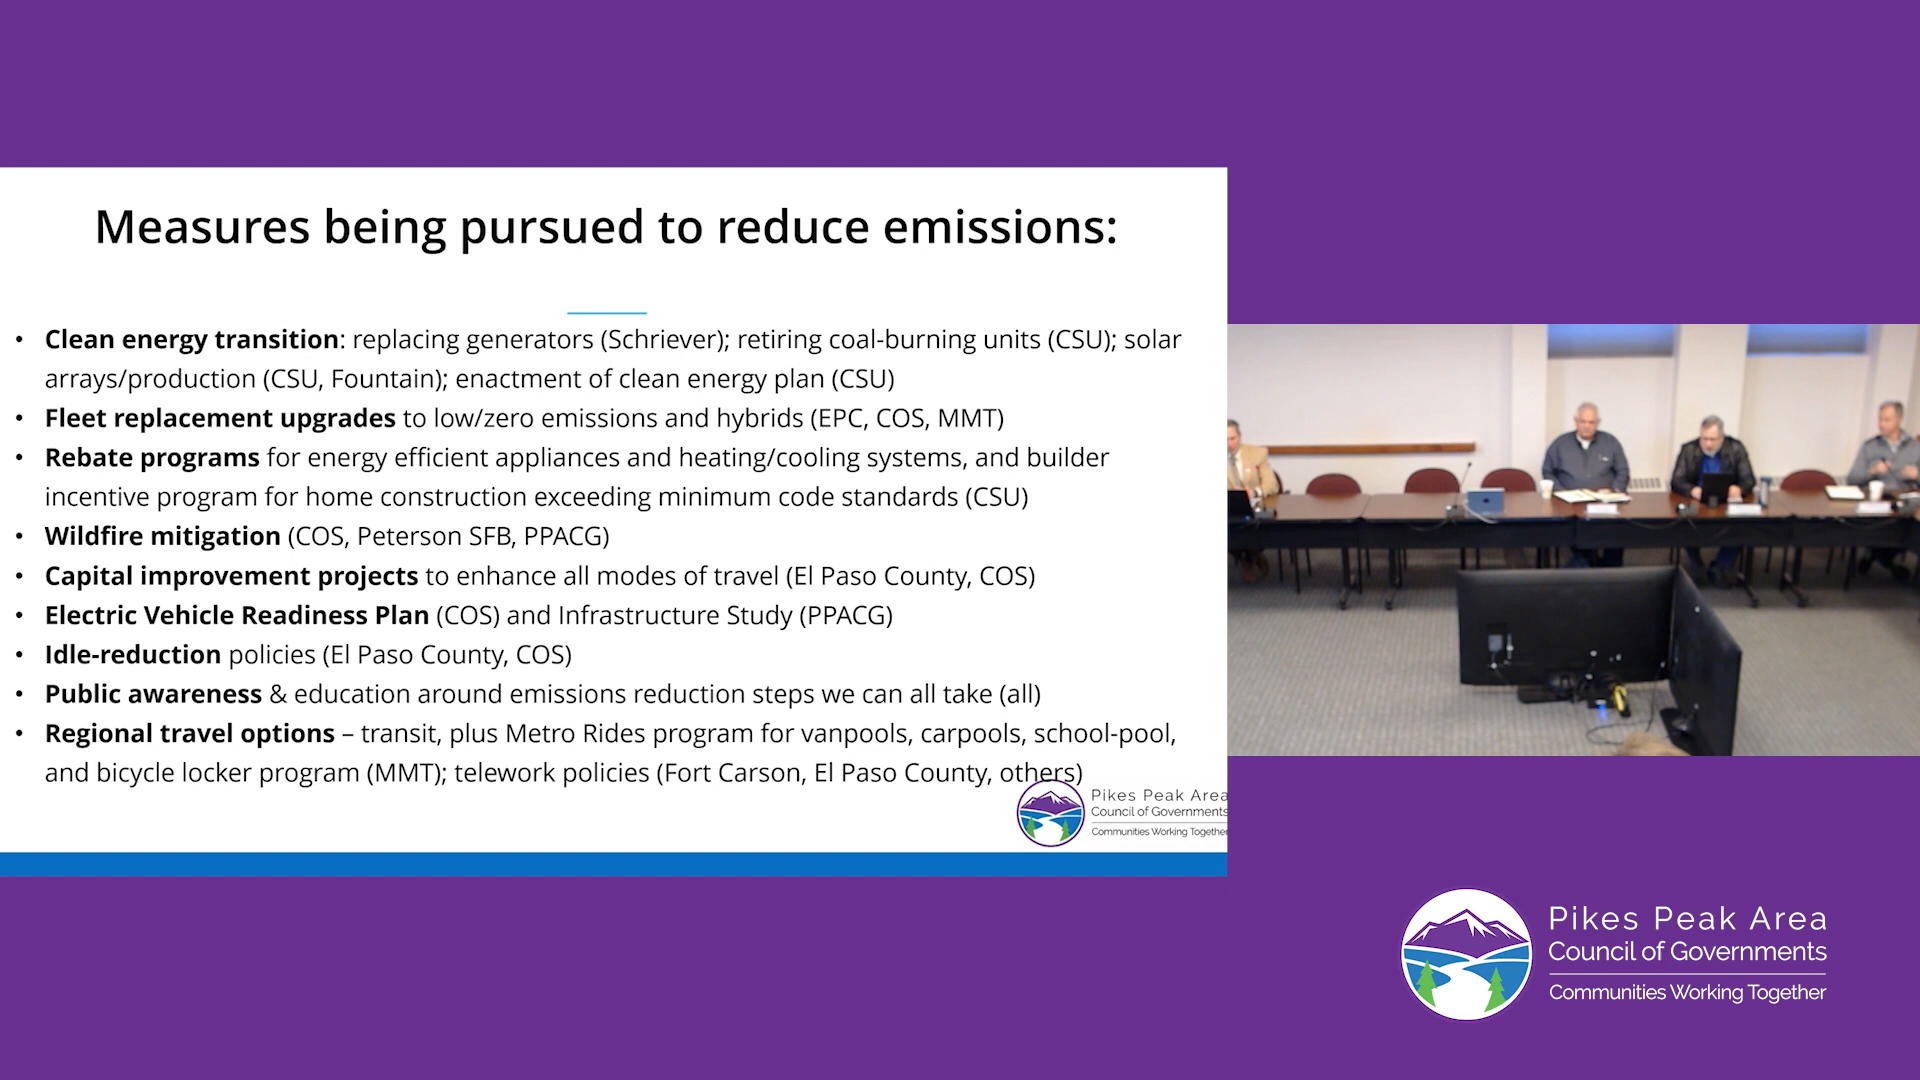 Measures being pursued to reduce emissions:
• Clean energy transition: replacing generators (Schriever); retiring coal-burning units (CSU); solar
arrays/production (CSU, Fountain); enactment of clean energy plan (CSU)
• Fleet replacement upgrades to low/zero emissions and hybrids (EPC, COS, MMT)
• Rebate programs for energy efficient appliances and heating/cooling systems, and builder
incentive program for home construction exceeding minimum code standards (CSU)
• Wildfire mitigation (COS, Peterson SFB, PPACG)
• Capital improvement projects to enhance all modes of travel (El Paso County, COS)
• Electric Vehicle Readiness Plan (COS) and Infrastructure Study (PPACG)
• Idle-reduction policies (El Paso County, COS)
• Public awareness & education around emissions reduction steps we can all take (all)
• Regional travel options – transit, plus Metro Rides program for vanpools, carpools, school-pool,
and bicycle locker program (MMT); telework policies (Fort Carson, El Paso County, others)
Pikes Peak Area
Council of Governments
Communities Working Together
Pikes Peak Area
Council of Governments
Communities Working Together